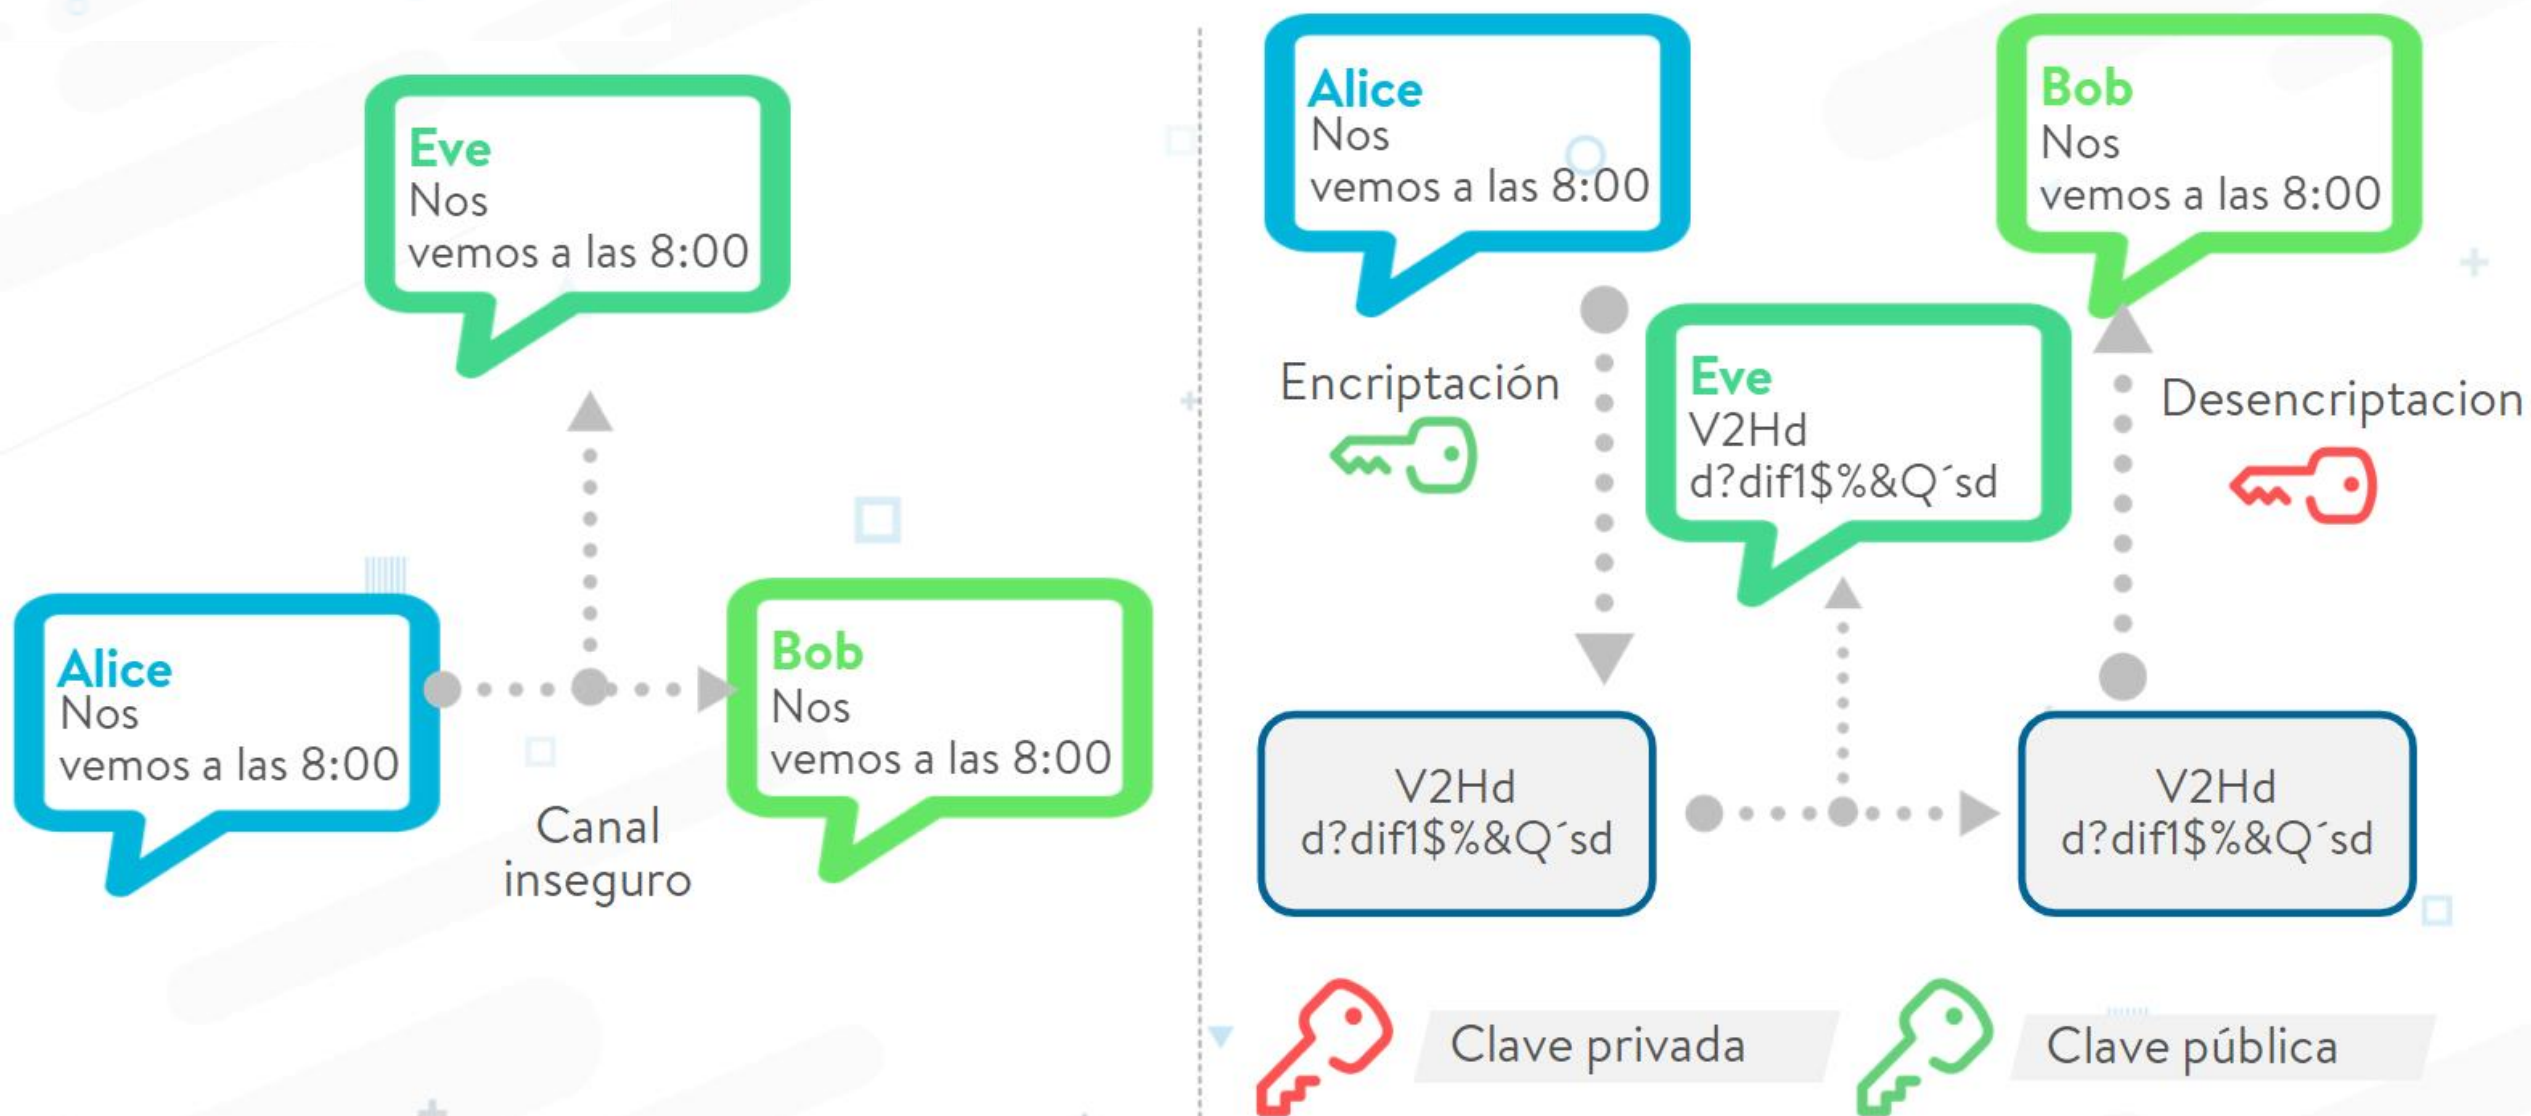 Eve
Nos
vemos a las 8:00
Alice
Nos
vemos a las 8:00
Canal
inseguro
Bob
Nos
vemos a las 8:00
Alice
Nos
vemos a las 8:00
Bob
Nos
vemos a las 8:00
Encriptación
Eve
V2Hd
d?dif1$%&Q´sd
Desencriptacion
V2Hd
d?dif1$%&Q´sd
V2Hd
d?dif1$%&Q´sd
Clave privada
Clave pública